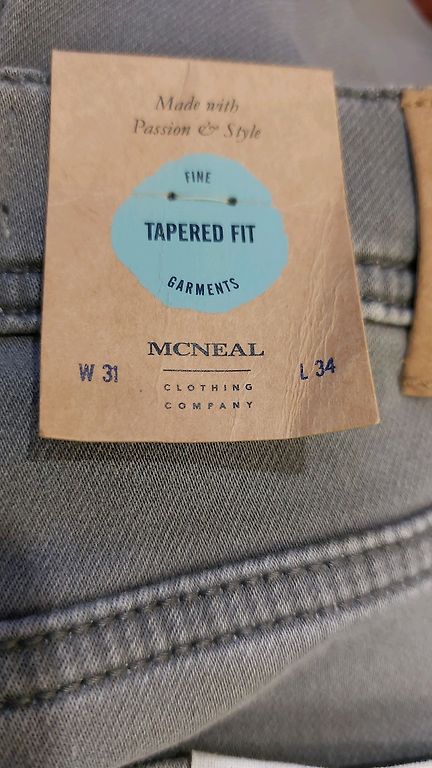 Made with
Passion & Style
FINE
TAPERED FIT
GARMENTS
MCNEAL
W 31
L 34
CLOTHING
COMPANY